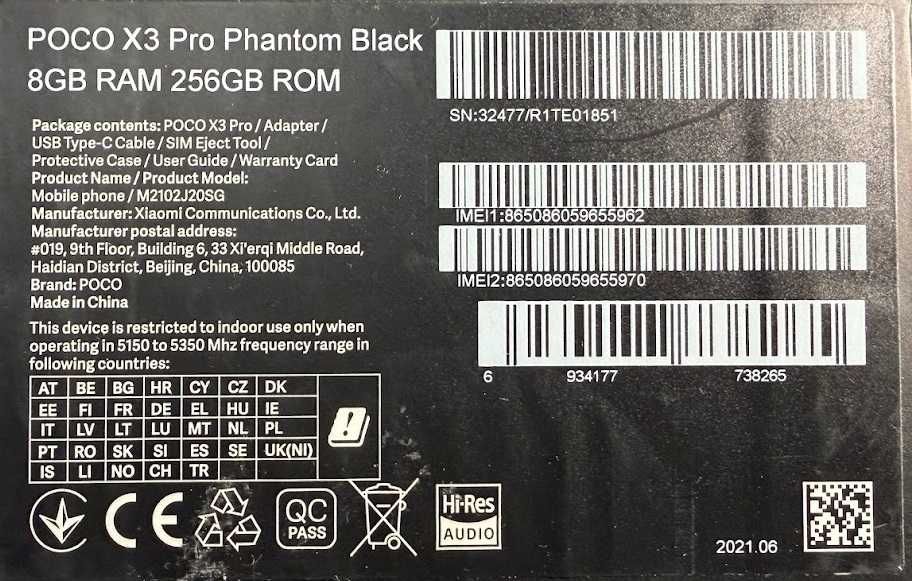 POCO X3 Pro Phantom Black
8GB RAM 256GB ROM
Package contents: POCO X3 Pro / Adapter /
USB Type-C Cable / SIM Eject Tool /
Protective Case / User Guide / Warranty Card
Product Name / Product Model:
Mobile phone / M2102J20SG
Manufacturer: Xiaomi Communications Co., Ltd.
Manufacturer postal address:
#019, 9th Floor, Building 6, 33 Xi'erqi Middle Road,
Haidian District, Beijing, China, 100085
Brand: POCO
Made in China
This device is restricted to indoor use only when
operating in 5150 to 5350 Mhz frequency range in
following countries:
AT BE BG HR CY CZ DK
EE FI FR DE EL HU IE
IT LV LT LU MT NL PL
PT RO SK SI ES SE UK(NI)
IS LI NO CH TR
SN:32477/R1TE01851
IMEI1:865086059655962
IMEI2:865086059655970
6 934177 738265
CE
QC
PASS
Hi-Res
AUDIO
2021.06